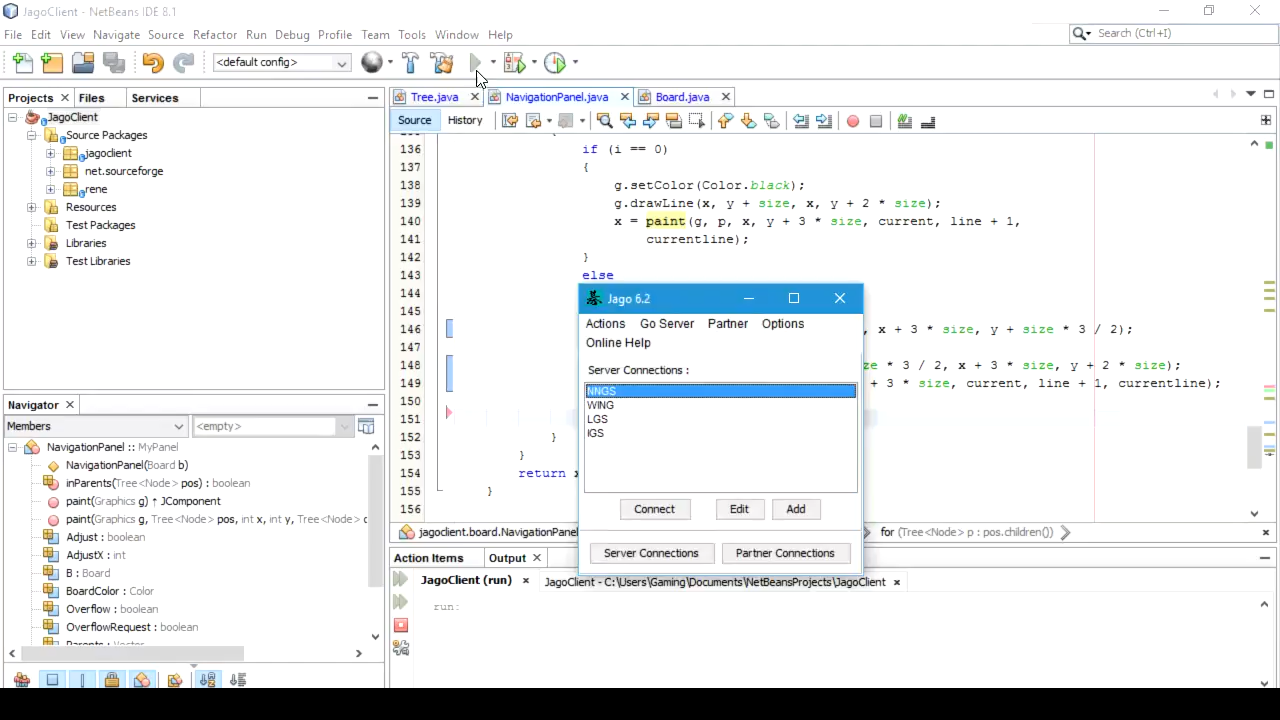 JagoClient - NetBeans IDE 8.1
File Edit View Navigate Source Refactor Run Debug Profile Team Tools Window Help
Search (Ctrl+I)
<default config>
Projects Files Services
JagoClient
Source Packages
jagoclient
net.sourceforge
rene
Resources
Test Packages
Libraries
Test Libraries
Navigator
Members
<empty>
NavigationPanel :: MyPanel
NavigationPanel(Board b)
inParents(Tree<Node> pos) : boolean
paint(Graphics g) ↑ JComponent
paint(Graphics g, Tree<Node> pos, int x, int y, Tree<Node> c
Adjust : boolean
AdjustX : int
B : Board
BoardColor : Color
Overflow : boolean
OverflowRequest : boolean
Tree.java NavigationPanel.java Board.java
Source History
136 if (i == 0)
137 {
138 g.setColor(Color.black);
139 g.drawLine(x, y + size, x, y + 2 * size);
140 x = paint(g, p, x, y + 3 * size, current, line + 1,
141 currentline);
142 }
143 else
144
145
146 , x + 3 * size, y + size * 3 / 2);
147
148 ze * 3 / 2, x + 3 * size, y + 2 * size);
149 + 3 * size, current, line + 1, currentline);
150
151
152 }
153 }
154 return x
155 }
156
jagoclient.board.NavigationPanel
for (Tree<Node> p : pos.children())
Action Items Output
JagoClient (run) JagoClient - C:\Users\Gaming\Documents\NetBeansProjects\JagoClient
run:
Jago 6.2
Actions Go Server Partner Options
Online Help
Server Connections :
NNGS
WING
LGS
IGS
Connect Edit Add
Server Connections Partner Connections